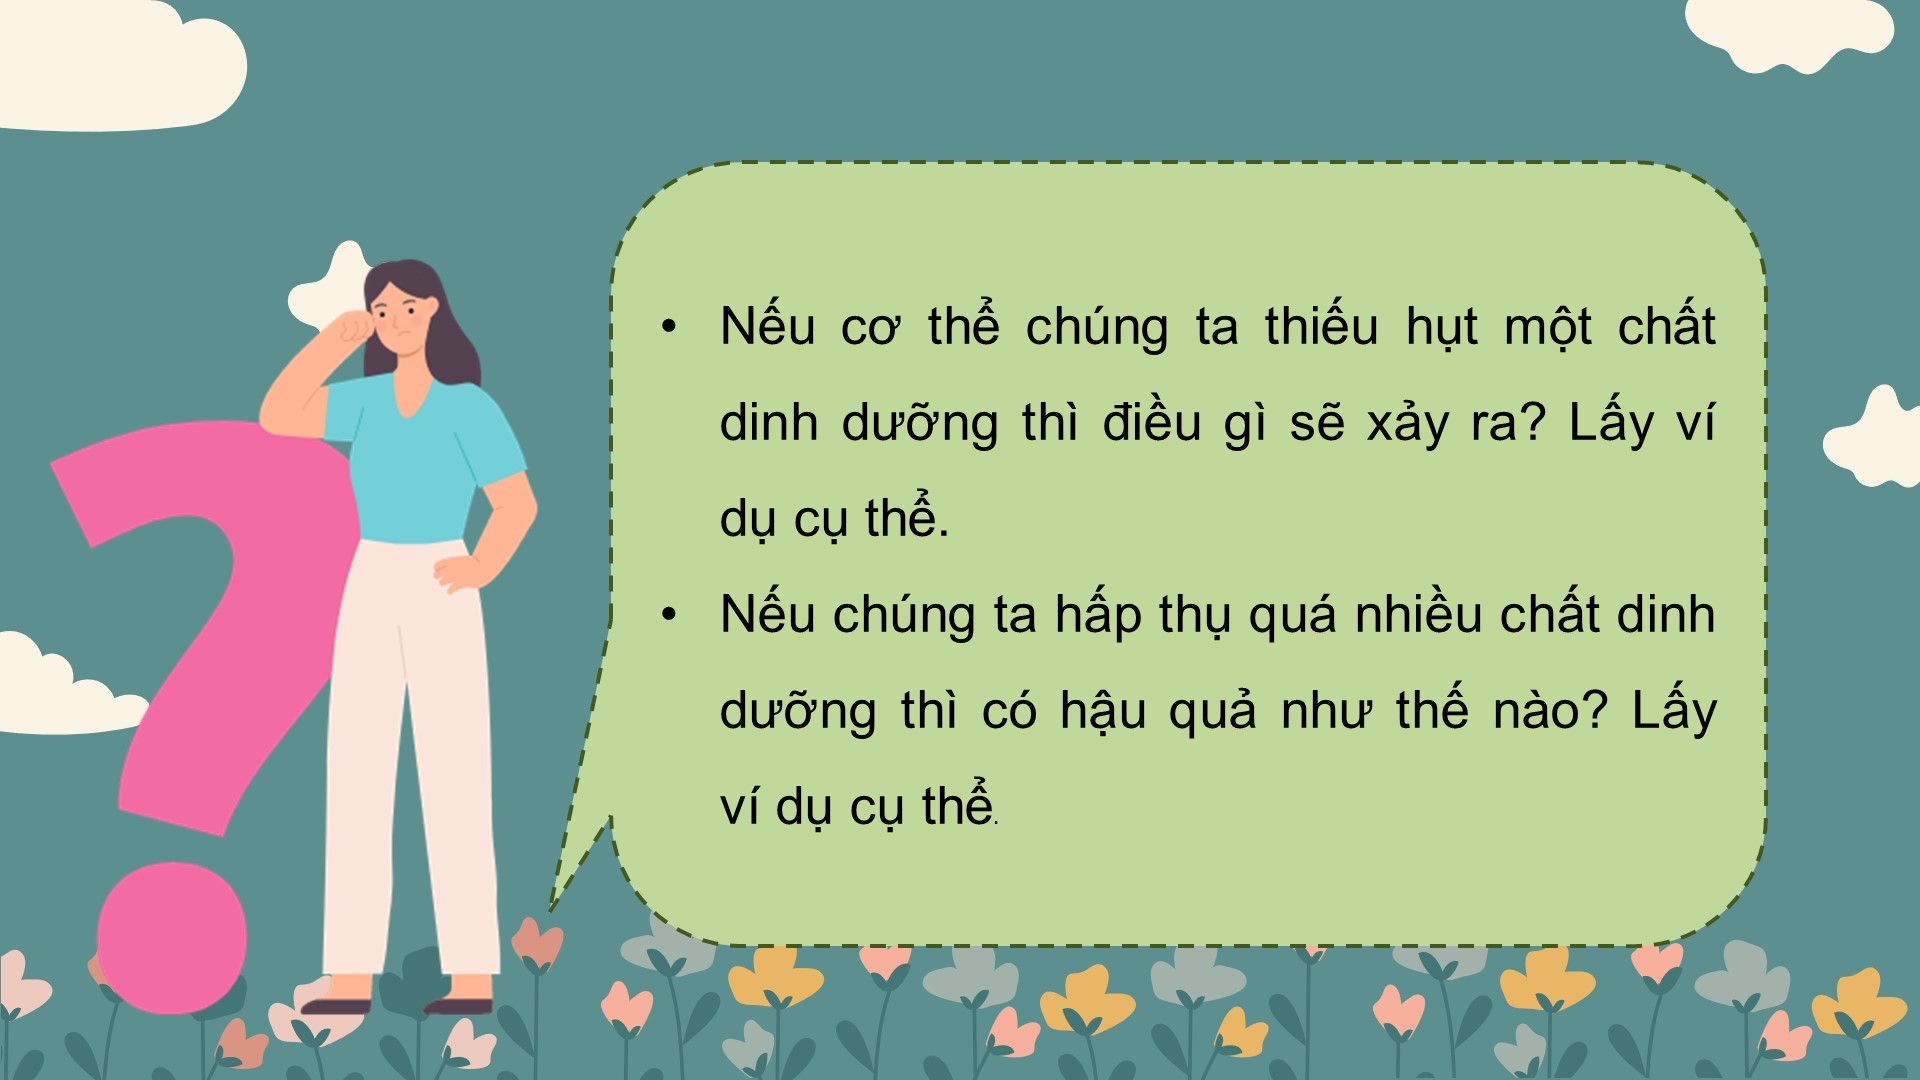 • Nếu cơ thể chúng ta thiếu hụt một chất
dinh dưỡng thì điều gì sẽ xảy ra? Lấy ví
dụ cụ thể.
• Nếu chúng ta hấp thụ quá nhiều chất dinh
dưỡng thì có hậu quả như thế nào? Lấy
ví dụ cụ thể.